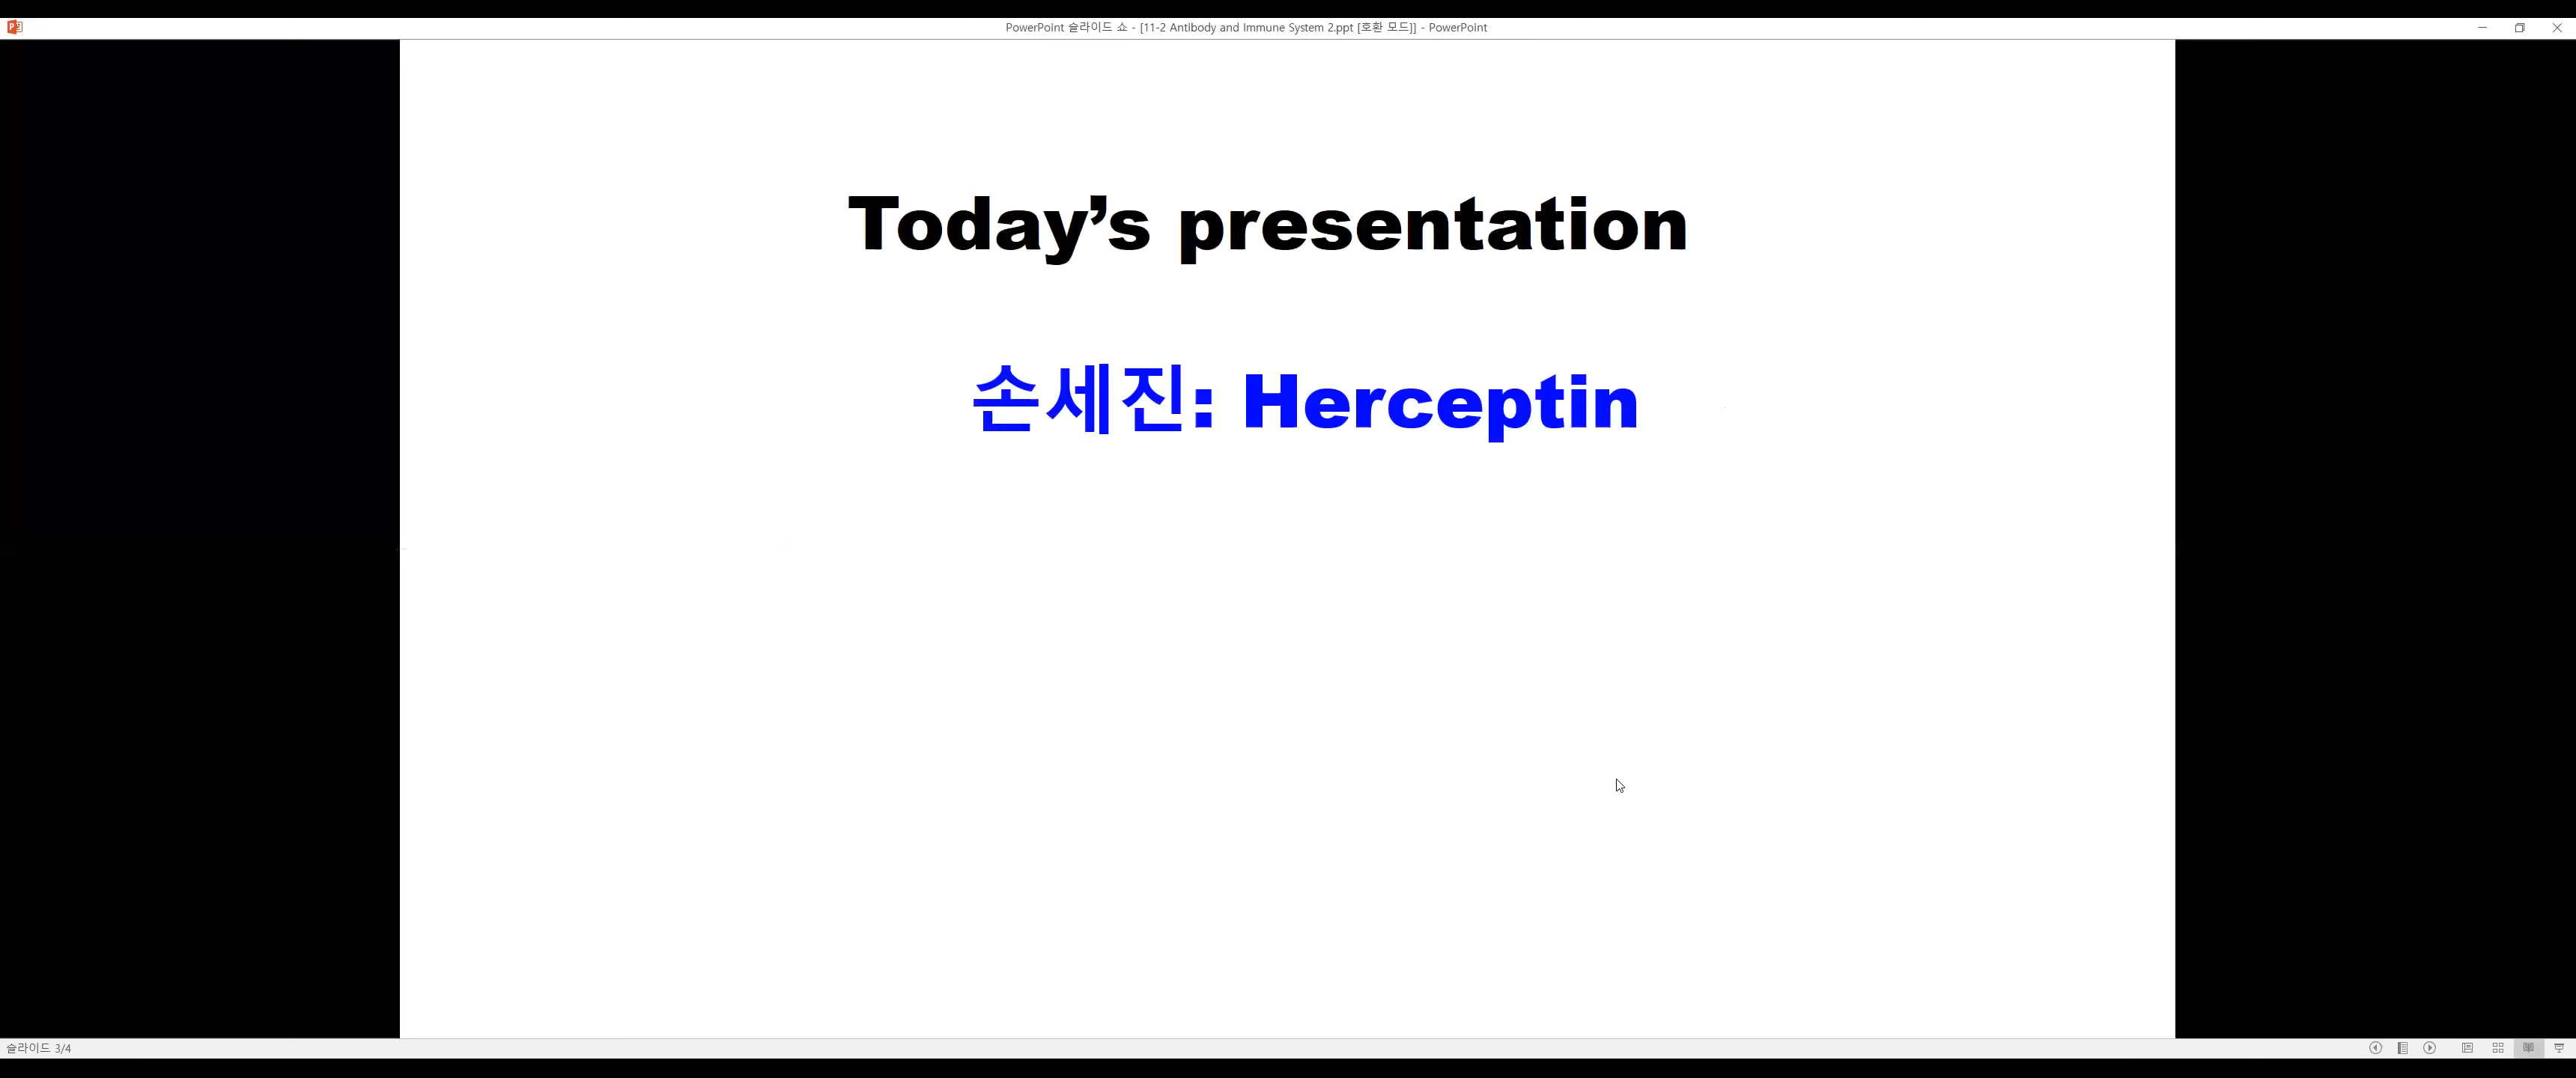 PowerPoint 슬라이드 쇼 - [11-2 Antibody and Immune System 2.ppt [호환 모드]] - PowerPoint
Today’s presentation
손세진: Herceptin
슬라이드 3/4